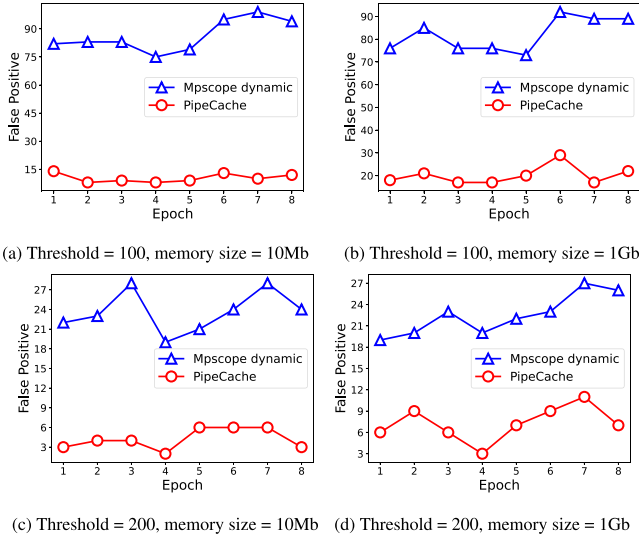 False Positive
90
75
60
45
30
15
Mpscope dynamic
PipeCache
1 2 3 4 5 6 7 8
Epoch
(a) Threshold = 100, memory size = 10Mb
False Positive
90
80
70
60
50
40
30
20
Mpscope dynamic
PipeCache
1 2 3 4 5 6 7 8
Epoch
(b) Threshold = 100, memory size = 1Gb
False Positive
27
24
21
18
15
12
9
6
3
Mpscope dynamic
PipeCache
1 2 3 4 5 6 7 8
Epoch
(c) Threshold = 200, memory size = 10Mb
False Positive
27
24
21
18
15
12
9
6
3
Mpscope dynamic
PipeCache
1 2 3 4 5 6 7 8
Epoch
(d) Threshold = 200, memory size = 1Gb